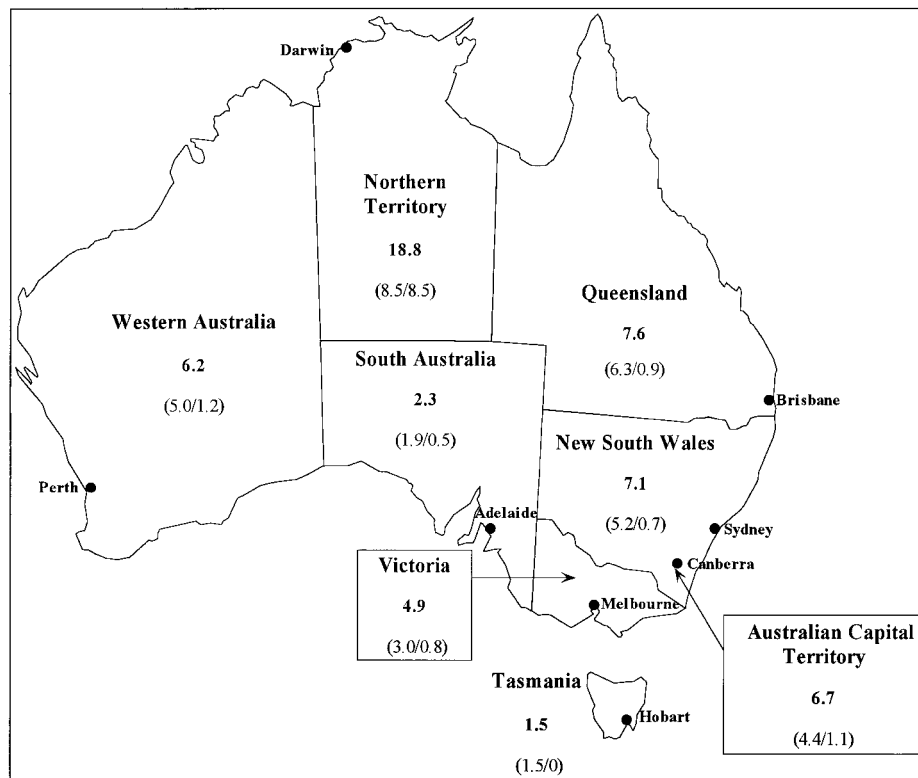 Darwin
Northern
Territory
18.8
(8.5/8.5)
Queensland
7.6
(6.3/0.9)
Western Australia
6.2
(5.0/1.2)
South Australia
2.3
(1.9/0.5)
Brisbane
New South Wales
7.1
(5.2/0.7)
Perth
Adelaide
Sydney
Canberra
Victoria
4.9
(3.0/0.8)
Melbourne
Australian Capital
Territory
6.7
(4.4/1.1)
Tasmania
1.5
(1.5/0)
Hobart